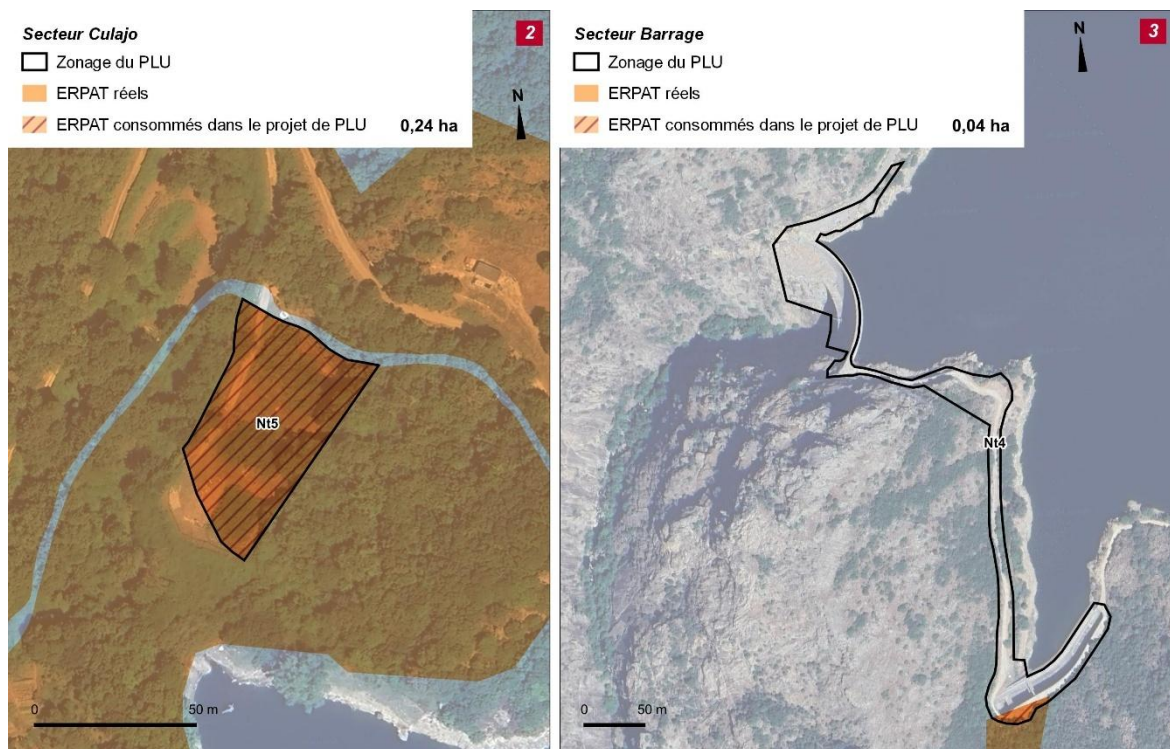 Secteur Culajo
2
Zonage du PLU
ERPAT réels
ERPAT consommés dans le projet de PLU 0,24 ha
N
Nt5
0 50 m
Secteur Barrage
3
Zonage du PLU
ERPAT réels
ERPAT consommés dans le projet de PLU 0,04 ha
N
Nt4
0 50 m